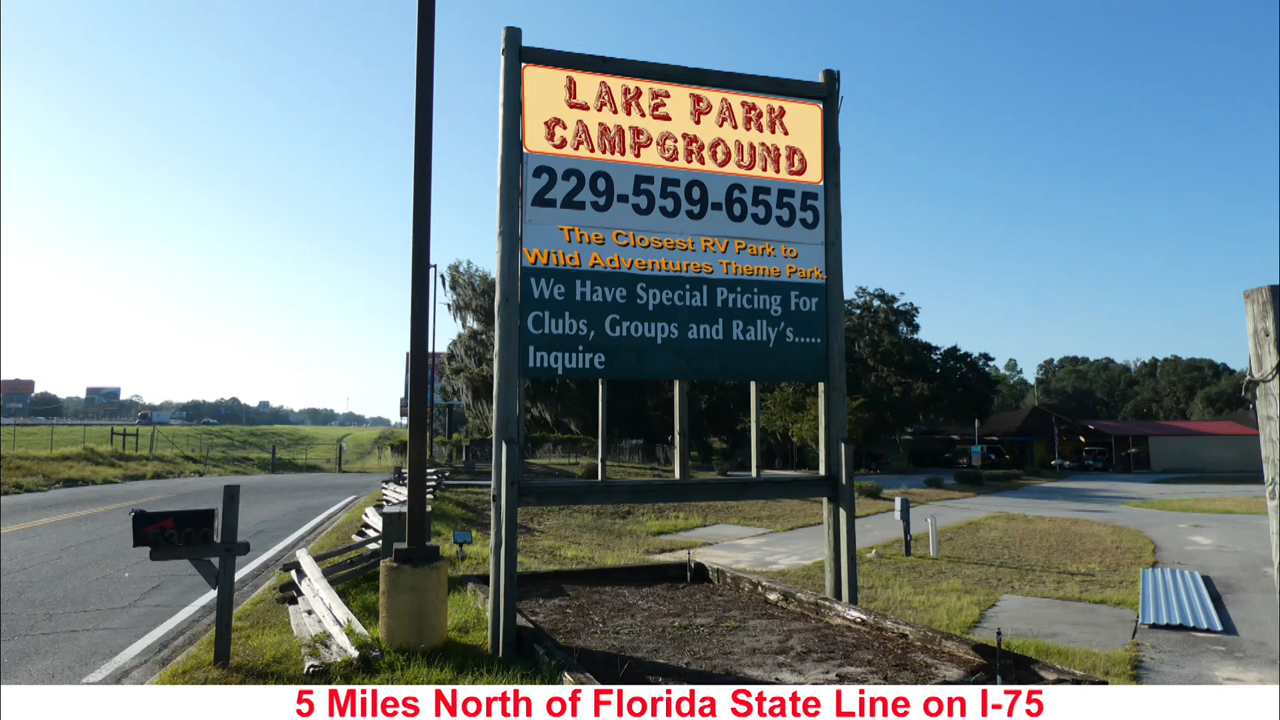 LAKE PARK
CAMPGROUND
229-559-6555
The Closest RV Park to
Wild Adventures Theme Park.
We Have Special Pricing For
Clubs, Groups and Rally's.....
Inquire
5 Miles North of Florida State Line on I-75